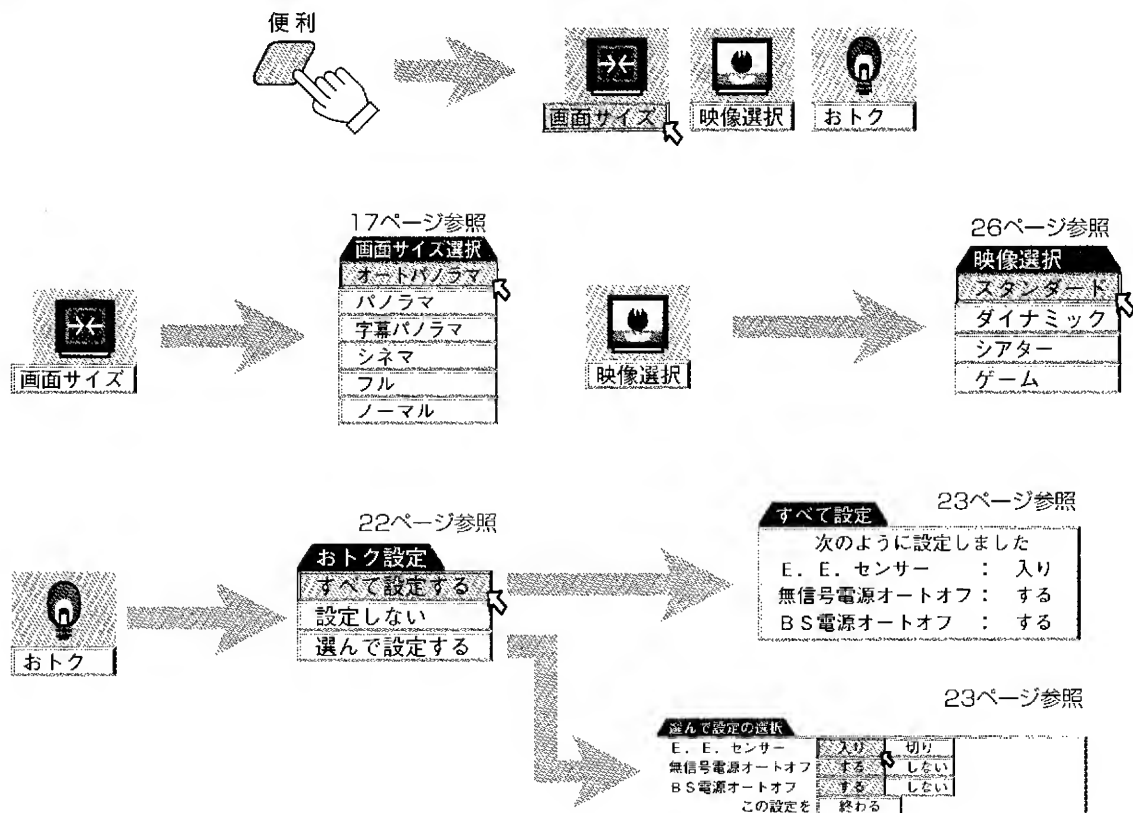 便利
画面サイズ
映像選択
おトク
17ページ参照
画面サイズ選択
オートパノラマ
パノラマ
字幕パノラマ
シネマ
フル
ノーマル
画面サイズ
26ページ参照
映像選択
スタンダード
ダイナミック
シアター
ゲーム
映像選択
22ページ参照
おトク設定
すべて設定する
設定しない
選んで設定する
おトク
23ページ参照
すべて設定
次のように設定しました
E. E. センサー : 入り
無信号電源オートオフ: する
BS電源オートオフ : する
23ページ参照
選んで設定の選択
E. E. センサー 入り 切り
無信号電源オートオフ する しない
BS電源オートオフ する しない
この設定を 終わる